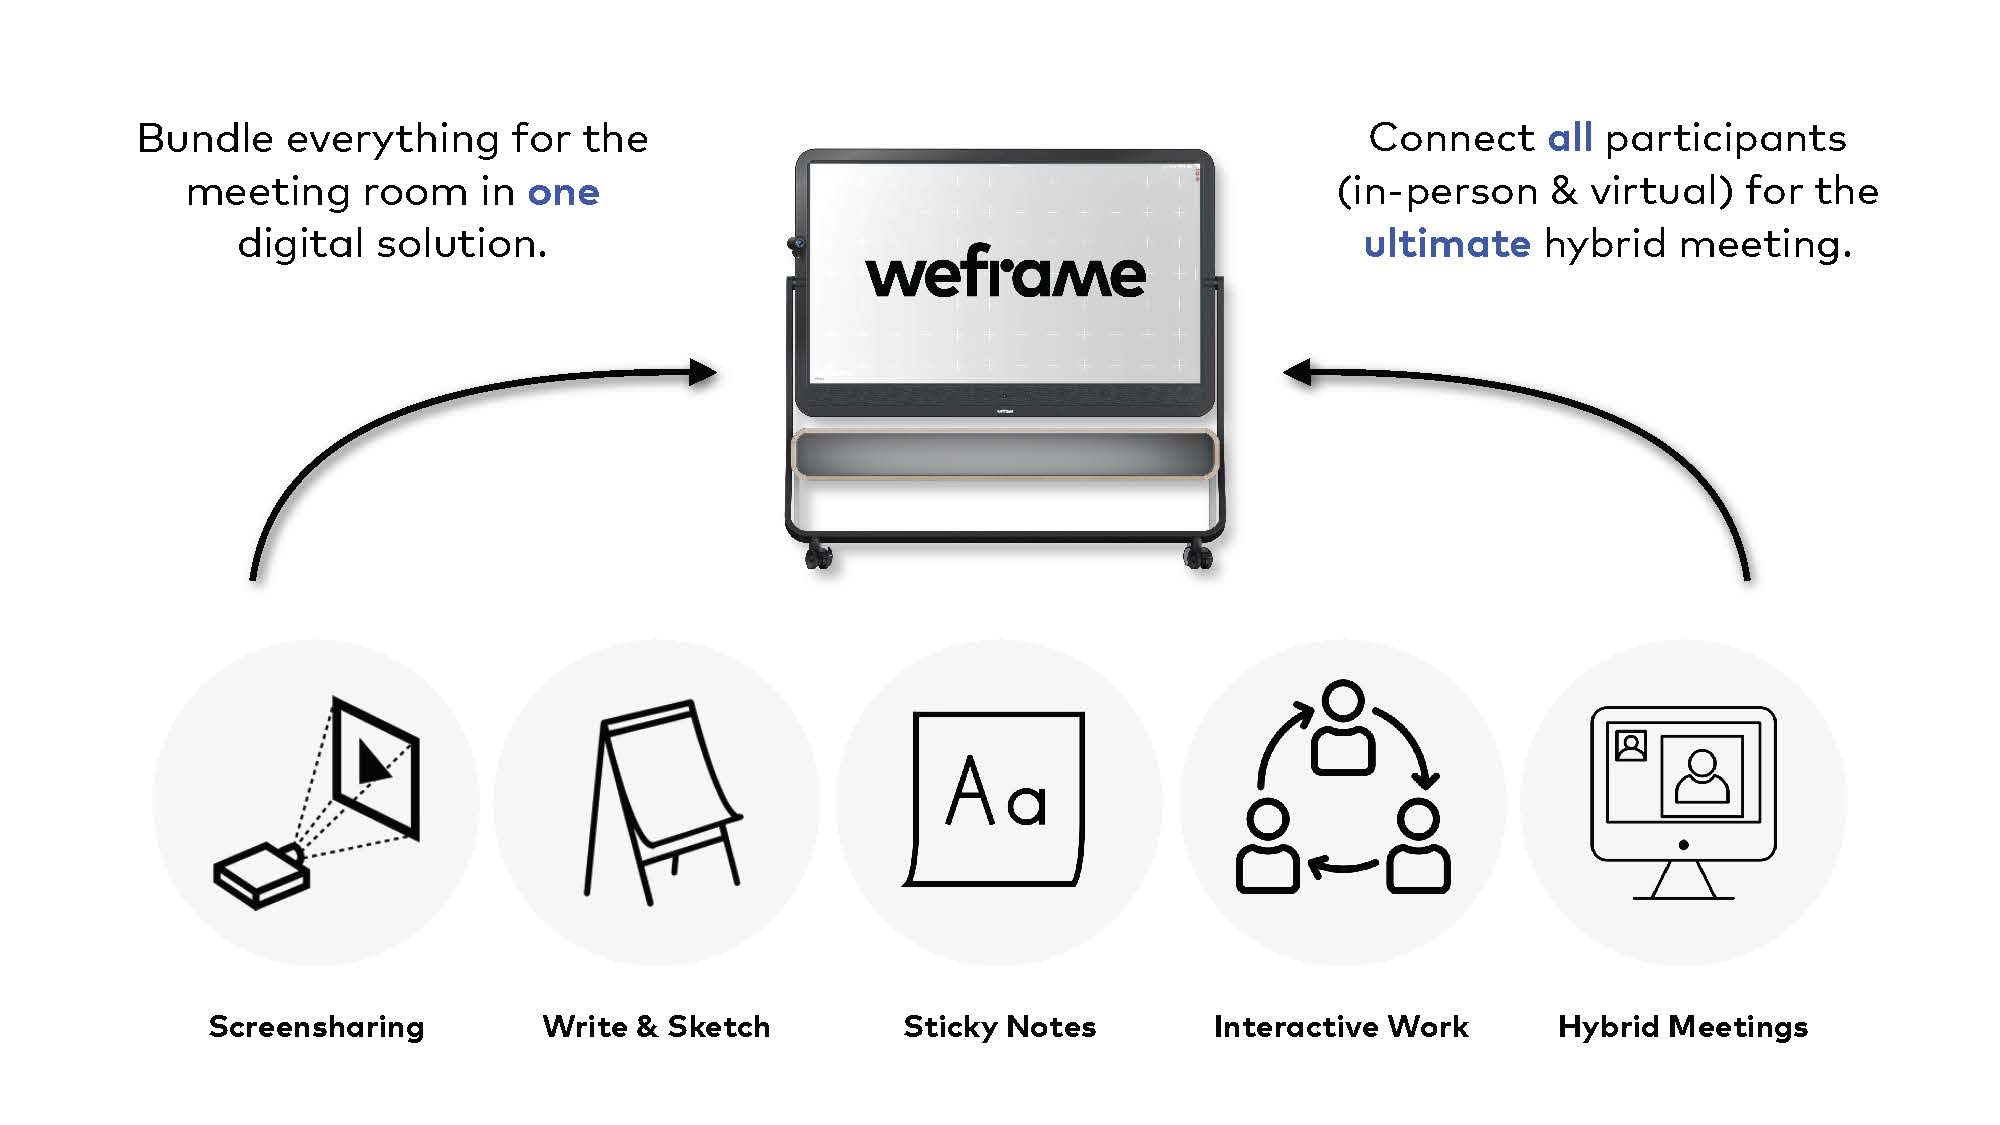 Bundle everything for the
meeting room in one
digital solution.
Connect all participants
(in-person & virtual) for the
ultimate hybrid meeting.
weframe
weframe
Aa
Screensharing
Write & Sketch
Sticky Notes
Interactive Work
Hybrid Meetings